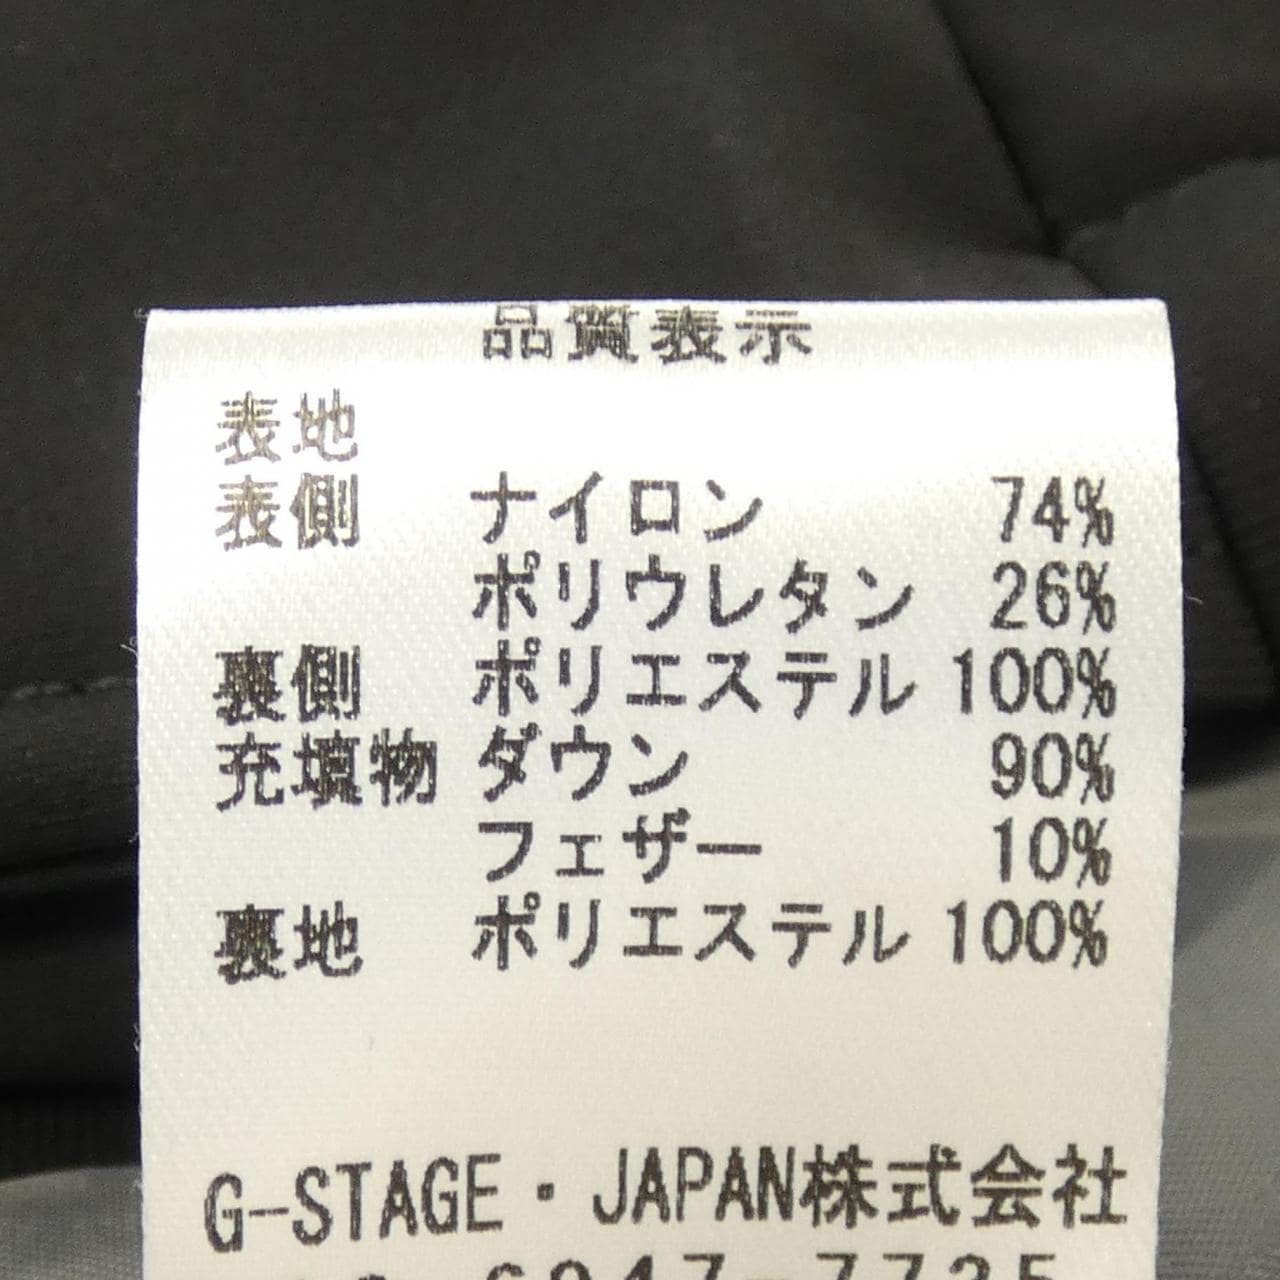 品質表示
表地
表側 ナイロン 74%
ポリウレタン 26%
裏側 ポリエステル 100%
充填物 ダウン 90%
フェザー 10%
裏地 ポリエステル 100%
G-STAGE・JAPAN株式会社
6947-7735